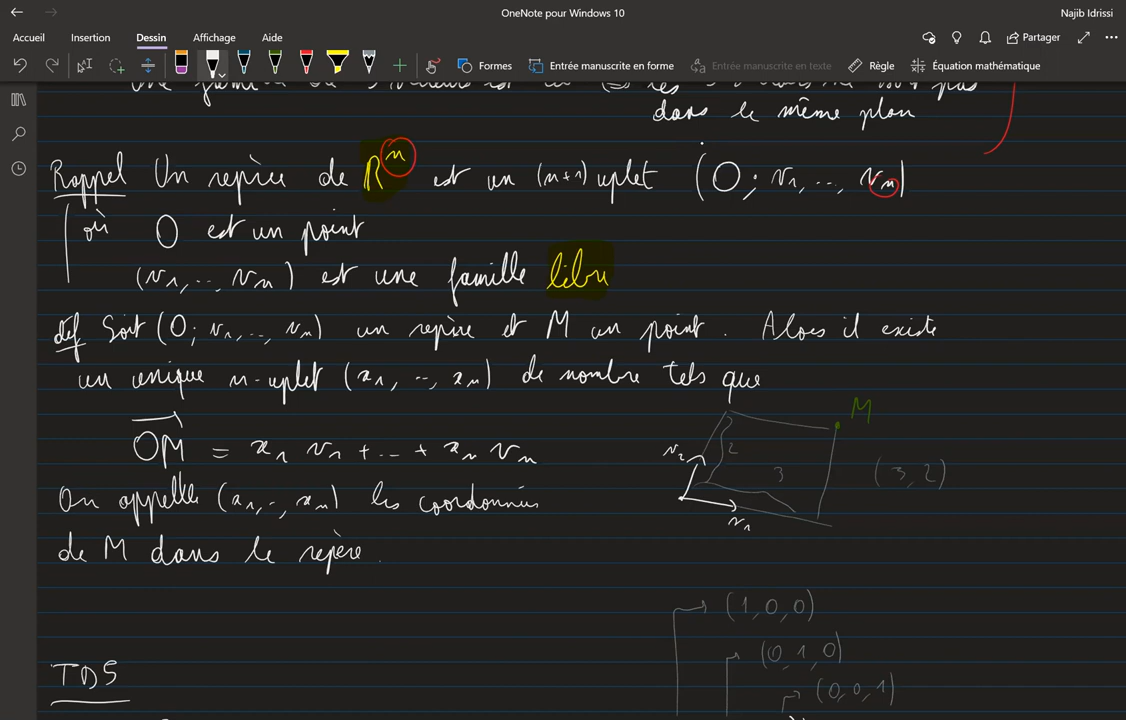 OneNote pour Windows 10
Najib Idrissi
Accueil Insertion Dessin Affichage Aide
Partager
Formes Entrée manuscrite en forme Entrée manuscrite en texte Règle Équation mathématique
dans le même plan
Rappel Un repère de R^n est un (n+1) uplet (O; v1, ..., vn)
où O est un point
(v1, ..., vn) est une famille libre
déf Soit (O; v1, .., vn) un repère et M un point. Alors il existe
un unique n-uplet (x1, .., xn) de nombre tels que
M
OM = x1 v1 + ... + xn vn
v2 2 3 (3, 2)
On appelle (x1, .., xn) les coordonnées
v1
de M dans le repère.
(1, 0, 0)
(0, 1, 0)
TD5
(0, 0, 1)